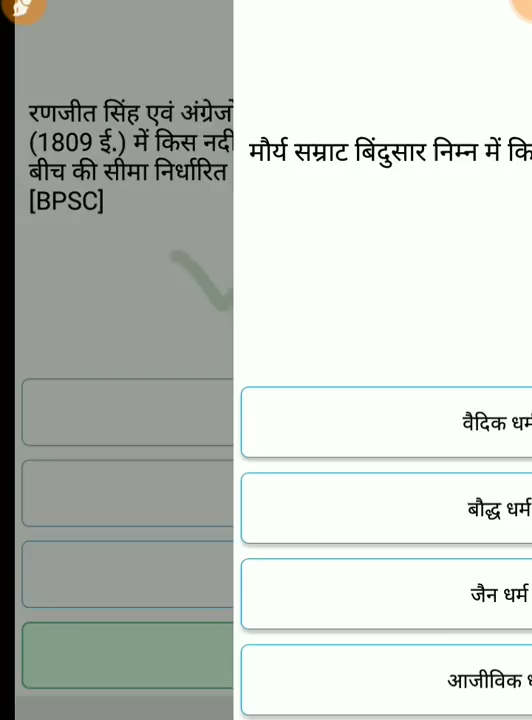 रणजीत सिंह एवं अंग्रेजो
(1809 ई.) में किस नदी
बीच की सीमा निर्धारित
[BPSC]
मौर्य सम्राट बिंदुसार निम्न में
वैदिक धर्म
बौद्ध धर्म
जैन धर्म
आजीविक